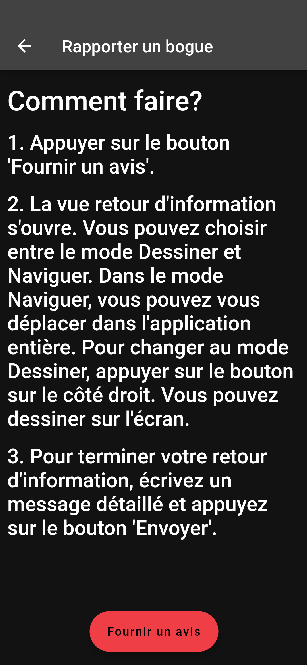 Rapporter un bogue
Comment faire?
1. Appuyer sur le bouton
'Fournir un avis'.
2. La vue retour d'information
s'ouvre. Vous pouvez choisir
entre le mode Dessiner et
Naviguer. Dans le mode
Naviguer, vous pouvez vous
déplacer dans l'application
entière. Pour changer au mode
Dessiner, appuyer sur le bouton
sur le côté droit. Vous pouvez
dessiner sur l'écran.
3. Pour terminer votre retour
d'information, écrivez un
message détaillé et appuyez
sur le bouton 'Envoyer'.
Fournir un avis